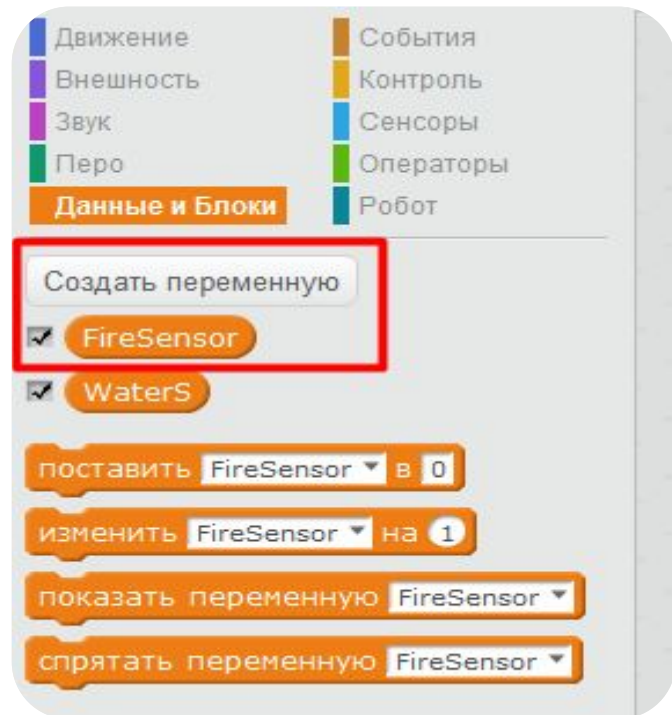 Движение События
Внешность Контроль
Звук Сенсоры
Перо Операторы
Данные и Блоки Робот
Создать переменную
FireSensor
WaterS
поставить FireSensor в 0
изменить FireSensor на 1
показать переменную FireSensor
спрятать переменную FireSensor